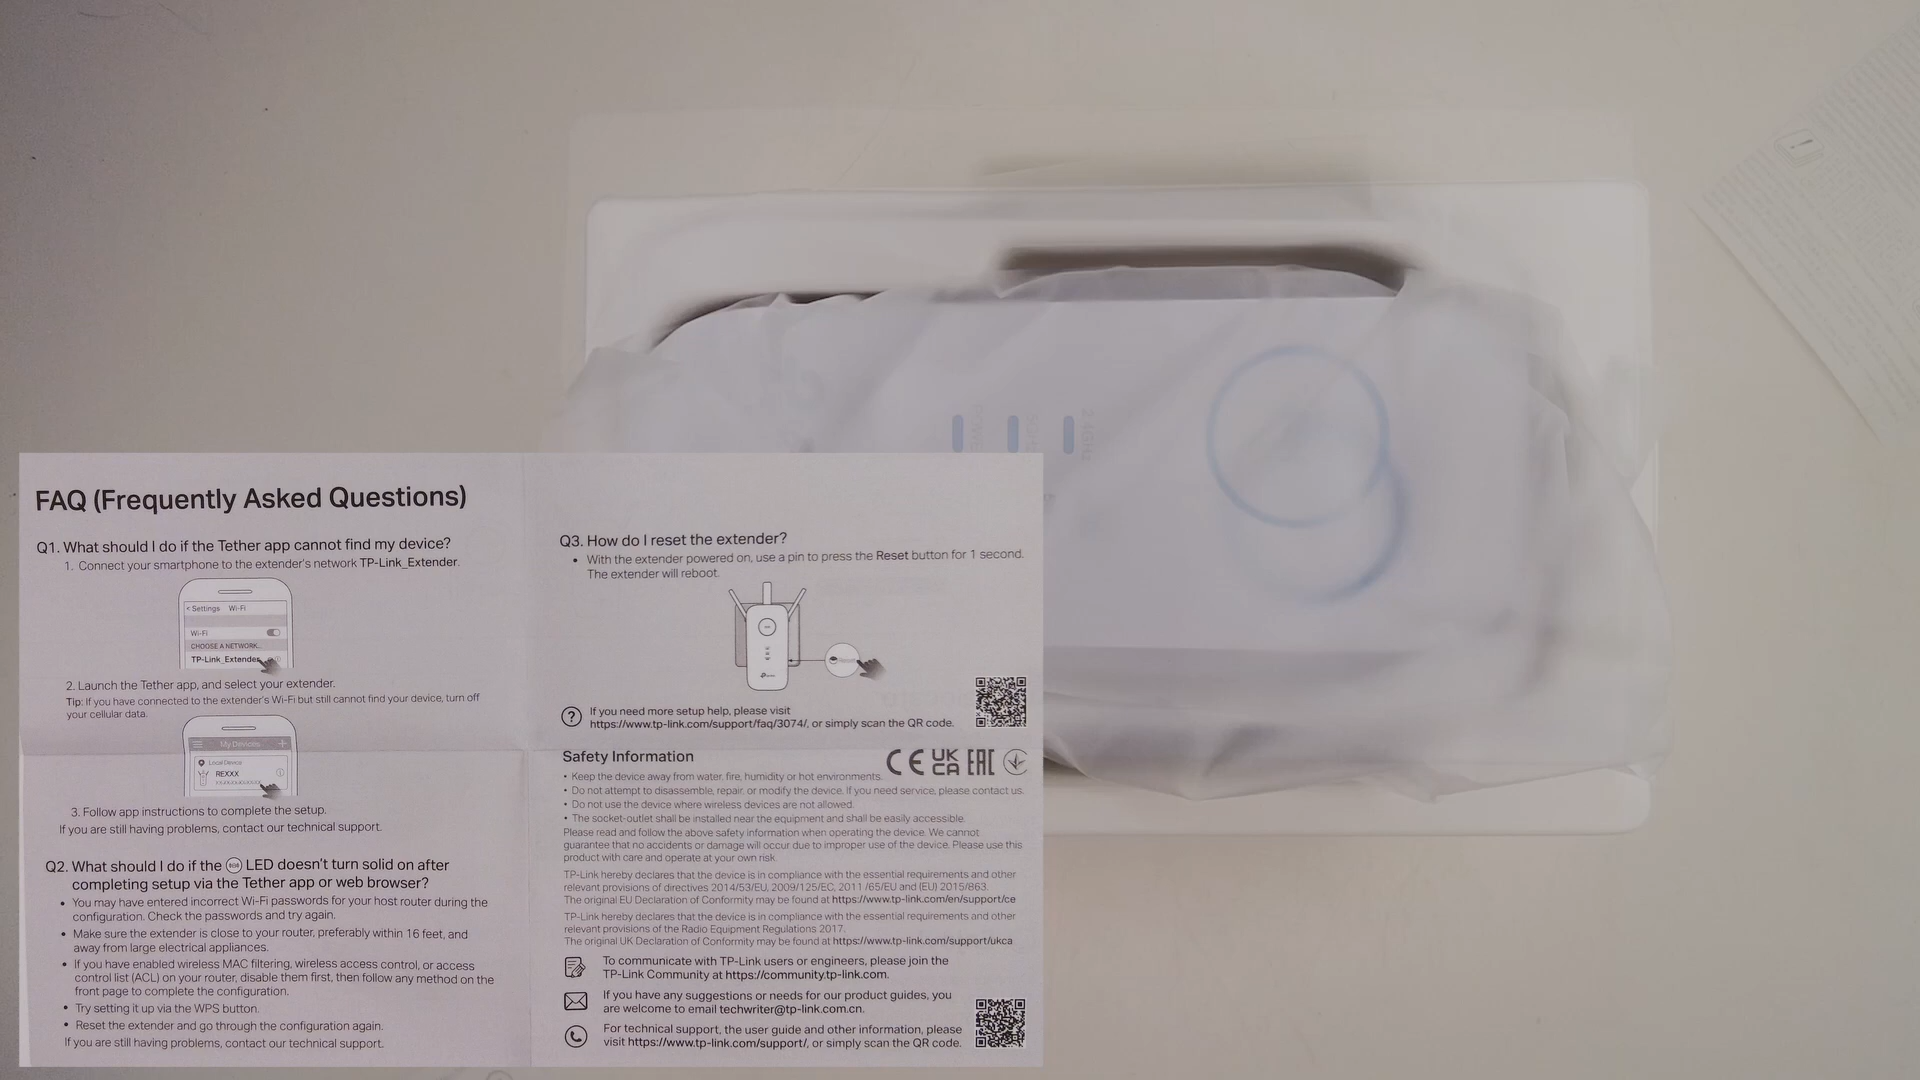 FAQ (Frequently Asked Questions)
Q1. What should I do if the Tether app cannot find my device?
1. Connect your smartphone to the extender's network TP-Link_Extender.
< Settings Wi-Fi
Wi-Fi
CHOOSE A NETWORK...
TP-Link_Extender
2. Launch the Tether app, and select your extender.
Tip: If you have connected to the extender's Wi-Fi but still cannot find your device, turn off
your cellular data.
My Devices
Local Device
REXXX
3. Follow app instructions to complete the setup.
If you are still having problems, contact our technical support.
Q2. What should I do if the LED doesn't turn solid on after
completing setup via the Tether app or web browser?
• You may have entered incorrect Wi-Fi passwords for your host router during the
configuration. Check the passwords and try again.
• Make sure the extender is close to your router, preferably within 16 feet, and
away from large electrical appliances.
• If you have enabled wireless MAC filtering, wireless access control, or access
control list (ACL) on your router, disable them first, then follow any method on the
front page to complete the configuration.
• Try setting it up via the WPS button.
• Reset the extender and go through the configuration again.
If you are still having problems, contact our technical support.
Q3. How do I reset the extender?
• With the extender powered on, use a pin to press the Reset button for 1 second.
The extender will reboot.
Reset
If you need more setup help, please visit
https://www.tp-link.com/support/faq/3074/, or simply scan the QR code.
Safety Information
CE UK CA EAC
• Keep the device away from water, fire, humidity or hot environments.
• Do not attempt to disassemble, repair, or modify the device. If you need service, please contact us.
• Do not use the device where wireless devices are not allowed.
• The socket-outlet shall be installed near the equipment and shall be easily accessible.
Please read and follow the above safety information when operating the device. We cannot
guarantee that no accidents or damage will occur due to improper use of the device. Please use this
product with care and operate at your own risk.
TP-Link hereby declares that the device is in compliance with the essential requirements and other
relevant provisions of directives 2014/53/EU, 2009/125/EC, 2011 /65/EU and (EU) 2015/863.
The original EU Declaration of Conformity may be found at https://www.tp-link.com/en/support/ce
TP-Link hereby declares that the device is in compliance with the essential requirements and other
relevant provisions of the Radio Equipment Regulations 2017.
The original UK Declaration of Conformity may be found at https://www.tp-link.com/support/ukca
To communicate with TP-Link users or engineers, please join the
TP-Link Community at https://community.tp-link.com.
If you have any suggestions or needs for our product guides, you
are welcome to email techwriter@tp-link.com.cn.
For technical support, the user guide and other information, please
visit https://www.tp-link.com/support/, or simply scan the QR code.
2.4GHz